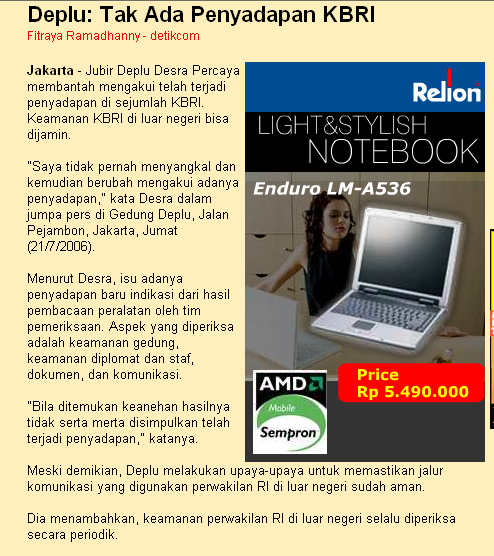 Deplu: Tak Ada Penyadapan KBRI
Fitraya Ramadhanny - detikcom
Jakarta - Jubir Deplu Desra Percaya
membantah mengakui telah terjadi
penyadapan di sejumlah KBRI.
Keamanan KBRI di luar negeri bisa
dijamin.
"Saya tidak pernah menyangkal dan
kemudian berubah mengakui adanya
penyadapan," kata Desra dalam
jumpa pers di Gedung Deplu, Jalan
Pejambon, Jakarta, Jumat
(21/7/2006).
Menurut Desra, isu adanya
penyadapan baru indikasi dari hasil
pembacaan peralatan oleh tim
pemeriksaan. Aspek yang diperiksa
adalah keamanan gedung,
keamanan diplomat dan staf,
dokumen, dan komunikasi.
"Bila ditemukan keanehan hasilnya
tidak serta merta disimpulkan telah
terjadi penyadapan," katanya.
Relion
LIGHT&STYLISH
NOTEBOOK
Enduro LM-A536
Price
Rp 5.490.000
AMD
Mobile
Sempron
Meski demikian, Deplu melakukan upaya-upaya untuk memastikan jalur
komunikasi yang digunakan perwakilan RI di luar negeri sudah aman.
Dia menambahkan, keamanan perwakilan RI di luar negeri selalu diperiksa
secara periodik.